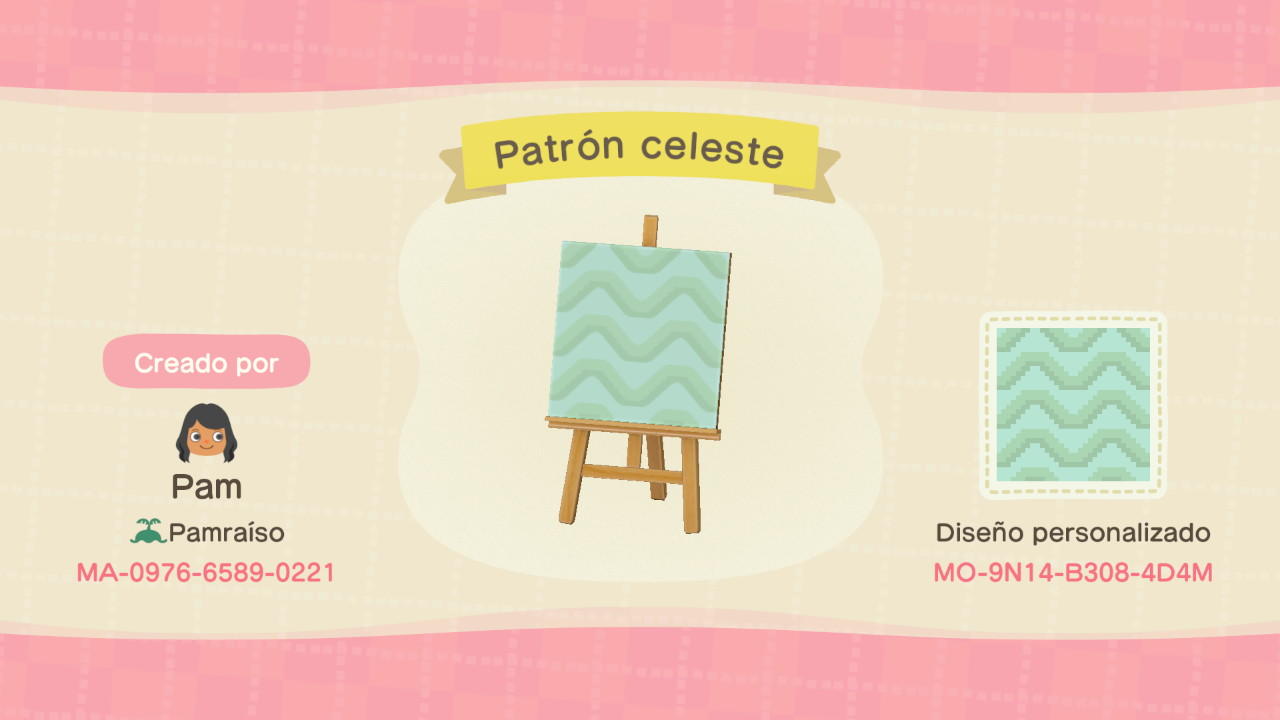 Patrón celeste
Creado por
Pam
Pamraíso
MA-0976-6589-0221
Diseño personalizado
MO-9N14-B308-4D4M